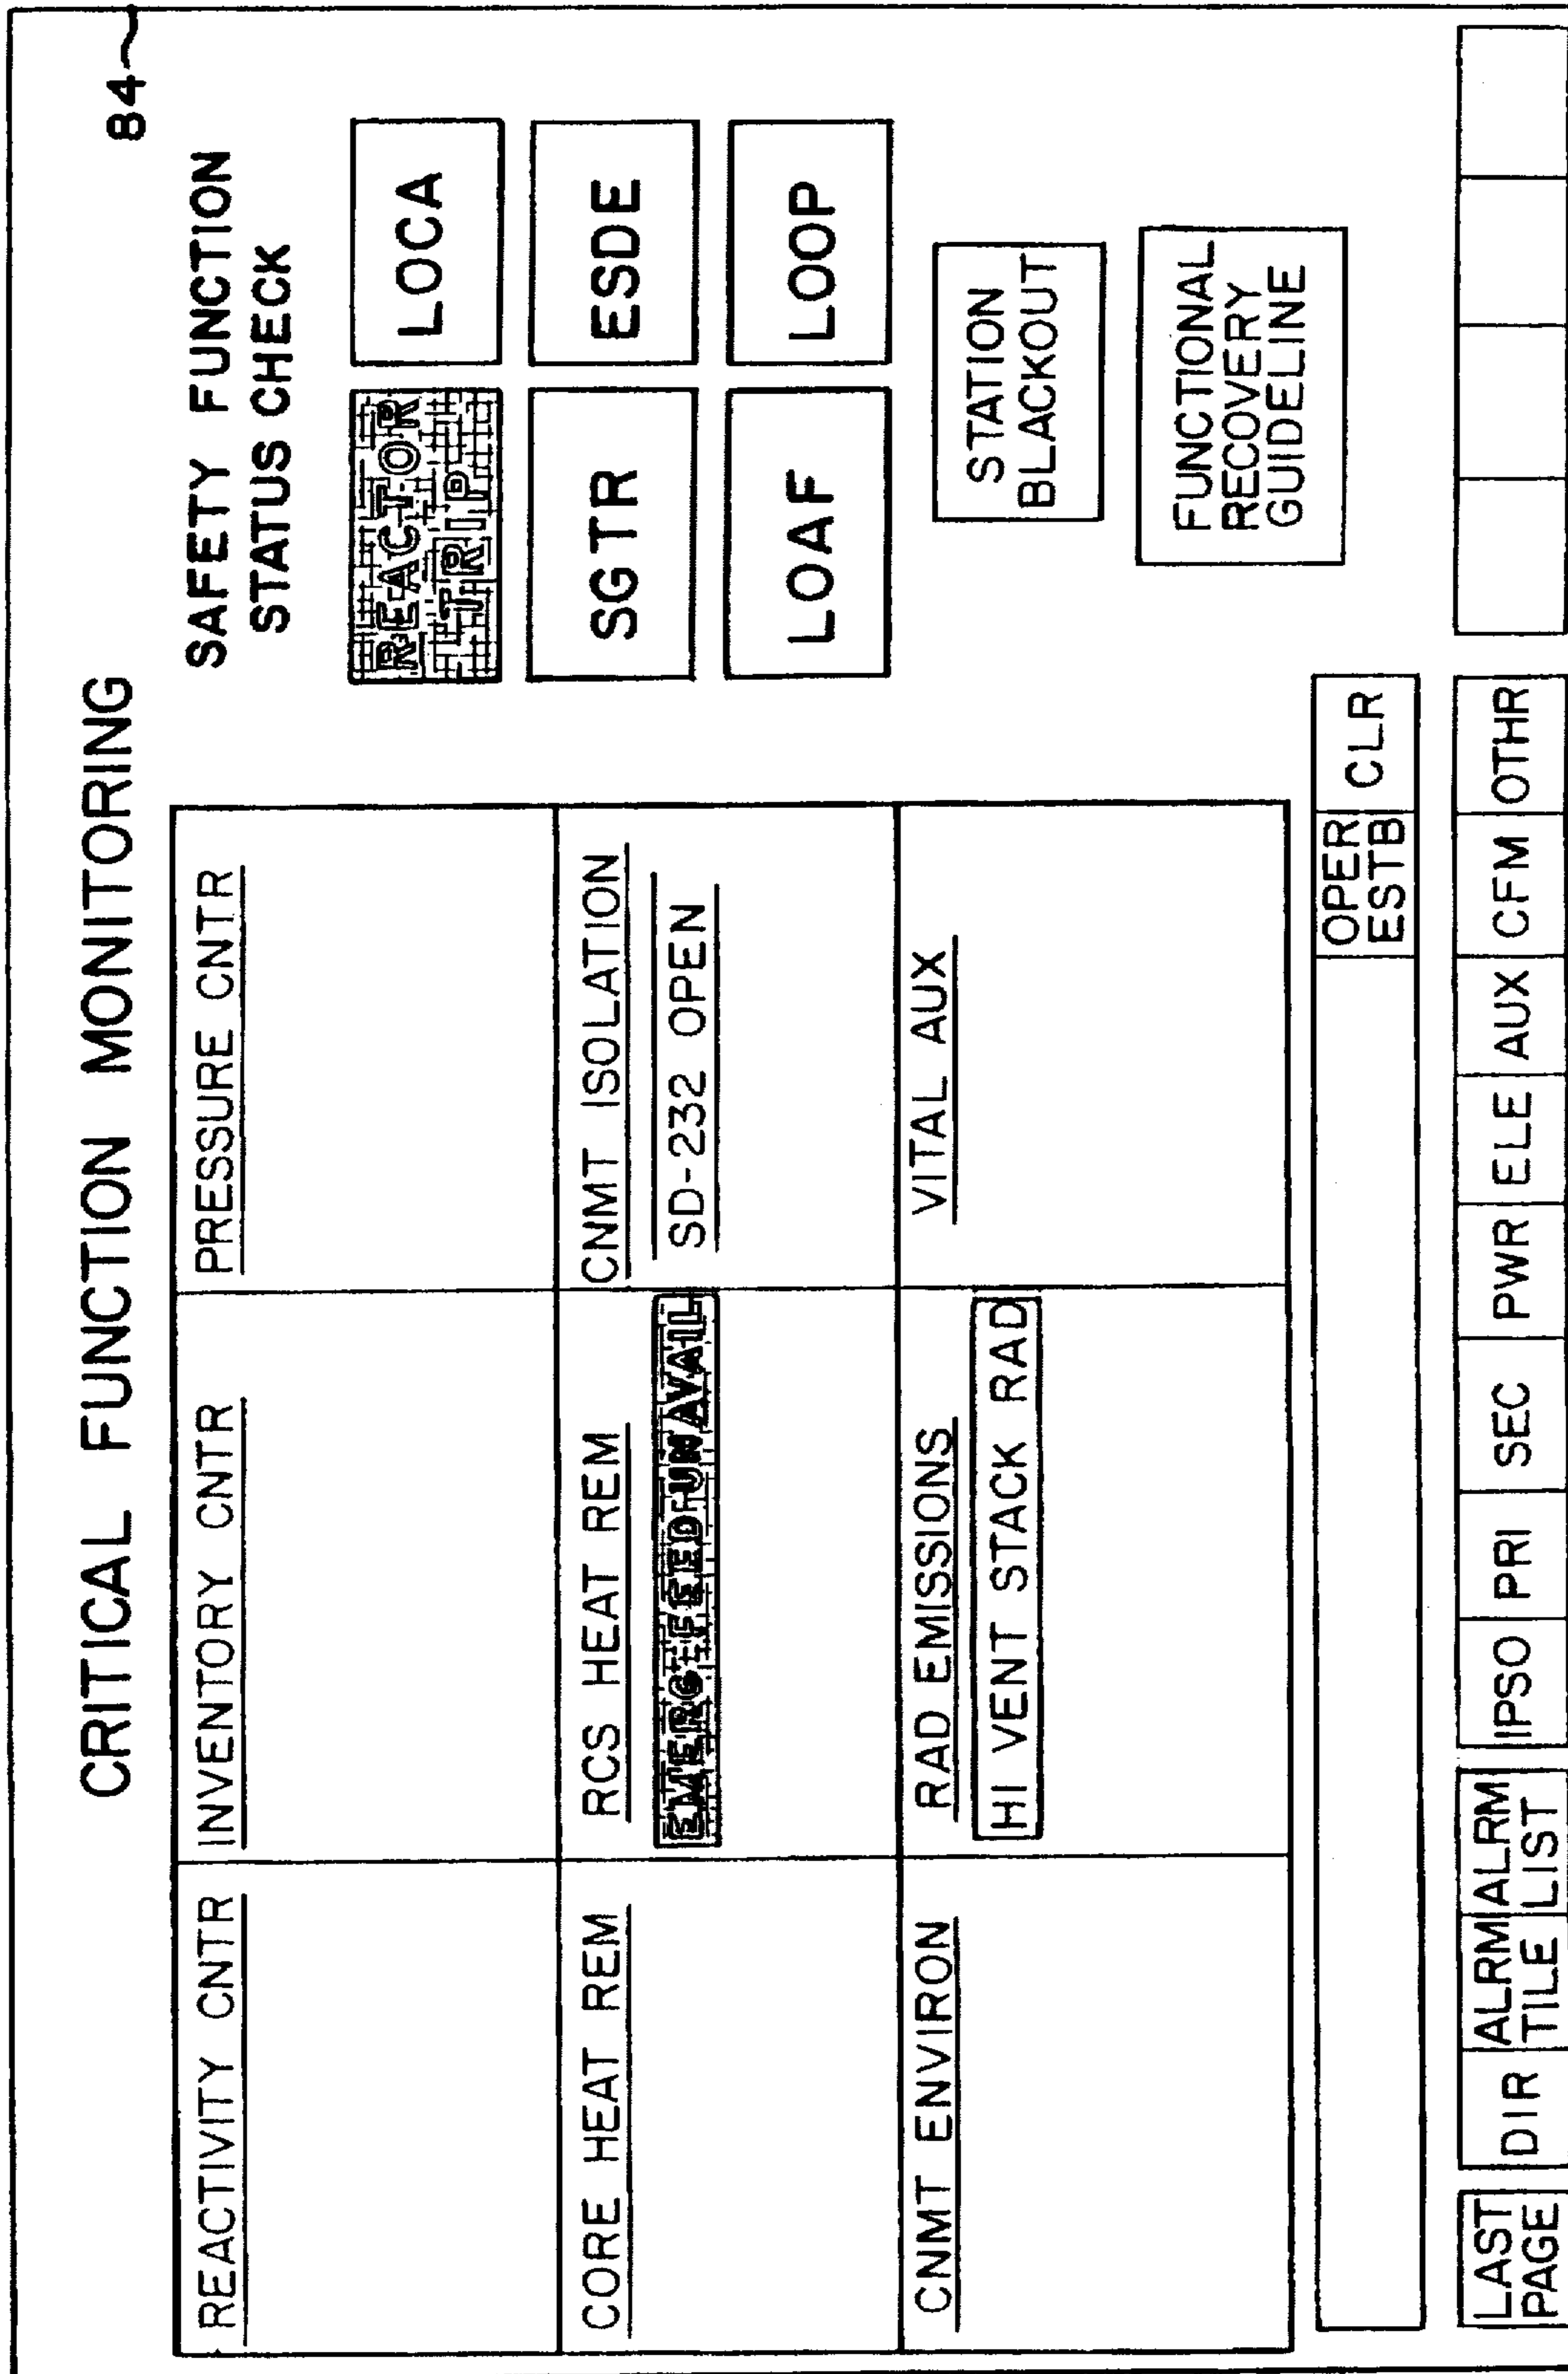 84
CRITICAL FUNCTION MONITORING
REACTIVITY CNTR
INVENTORY CNTR
PRESSURE CNTR
CORE HEAT REM
RCS HEAT REM
EMERG FEED UNAVAIL
CNMT ISOLATION
SD-232 OPEN
CNMT ENVIRON
RAD EMISSIONS
HI VENT STACK RAD
VITAL AUX
SAFETY FUNCTION
STATUS CHECK
REACTOR
TRIP
LOCA
SGTR
ESDE
LOAF
LOOP
STATION
BLACKOUT
FUNCTIONAL
RECOVERY
GUIDELINE
OPER
ESTB
CLR
LAST
PAGE
DIR
ALRM
TILE
ALRM
LIST
IPSO
PRI
SEC
PWR
ELE
AUX
CFM
OTHR